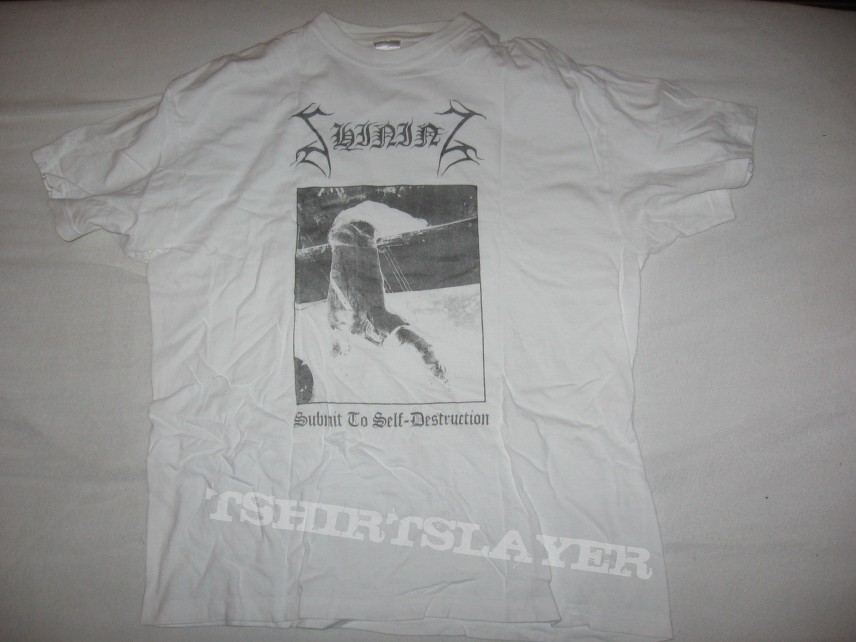 Shining
Submit To Self-Destruction
TSHIRTSLAYER